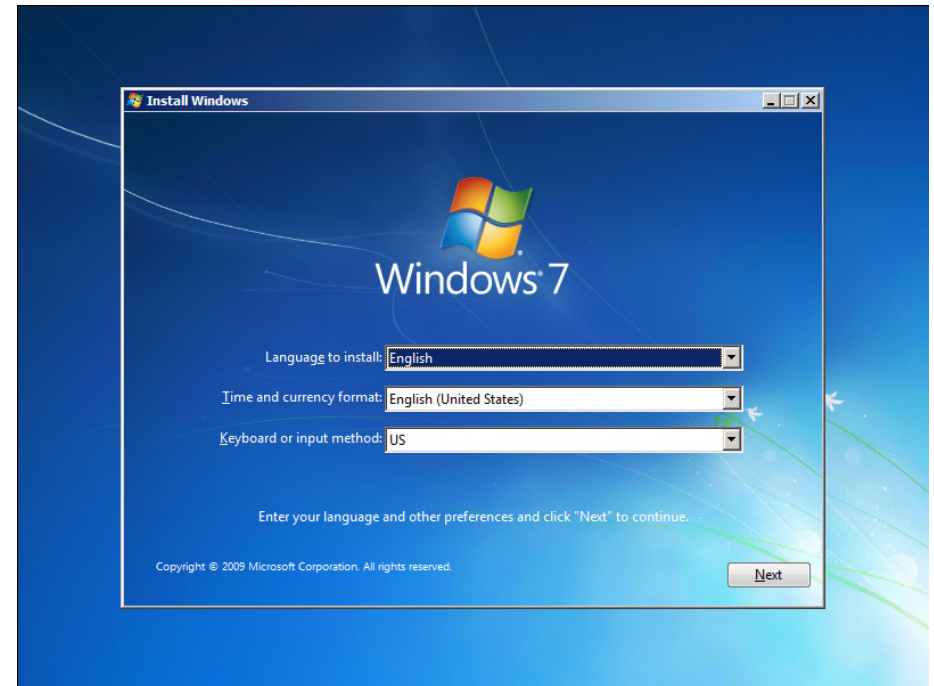 Install Windows
Windows® 7
Language to install: English
Time and currency format: English (United States)
Keyboard or input method: US
Enter your language and other preferences and click "Next" to continue.
Copyright © 2009 Microsoft Corporation. All rights reserved.
Next